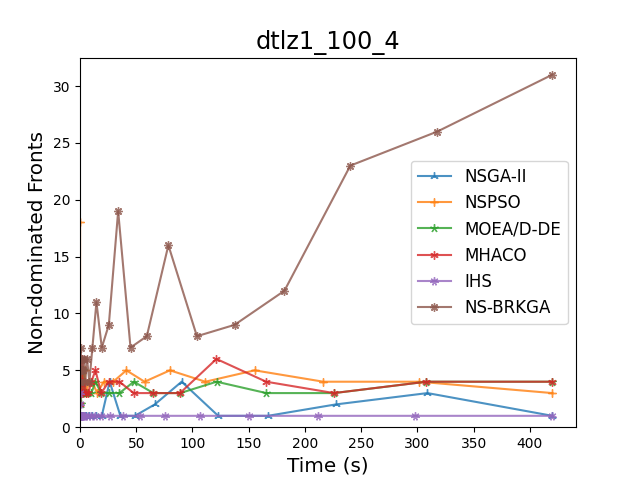 dtlz1_100_4
Non-dominated Fronts
30
25
20
15
10
5
0
NSGA-II
NSPSO
MOEA/D-DE
MHACO
IHS
NS-BRKGA
0 50 100 150 200 250 300 350 400
Time (s)